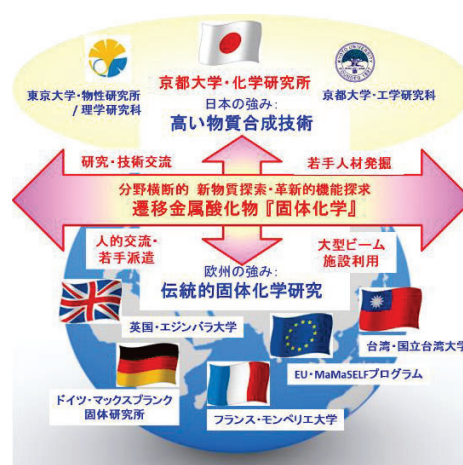 京都大学・化学研究所
東京大学・物性研究所
/ 理学研究科
京都大学・工学研究科
日本の強み:
高い物質合成技術
研究・技術交流
若手人材発掘
分野横断的 新物質探索・革新的機能探求
遷移金属酸化物『固体化学』
人的交流・
若手派遣
大型ビーム
施設利用
欧州の強み:
伝統的固体化学研究
英国・エジンバラ大学
台湾・国立台湾大学
EU・MaMaSELFプログラム
ドイツ・マックスプランク
固体研究所
フランス・モンペリエ大学